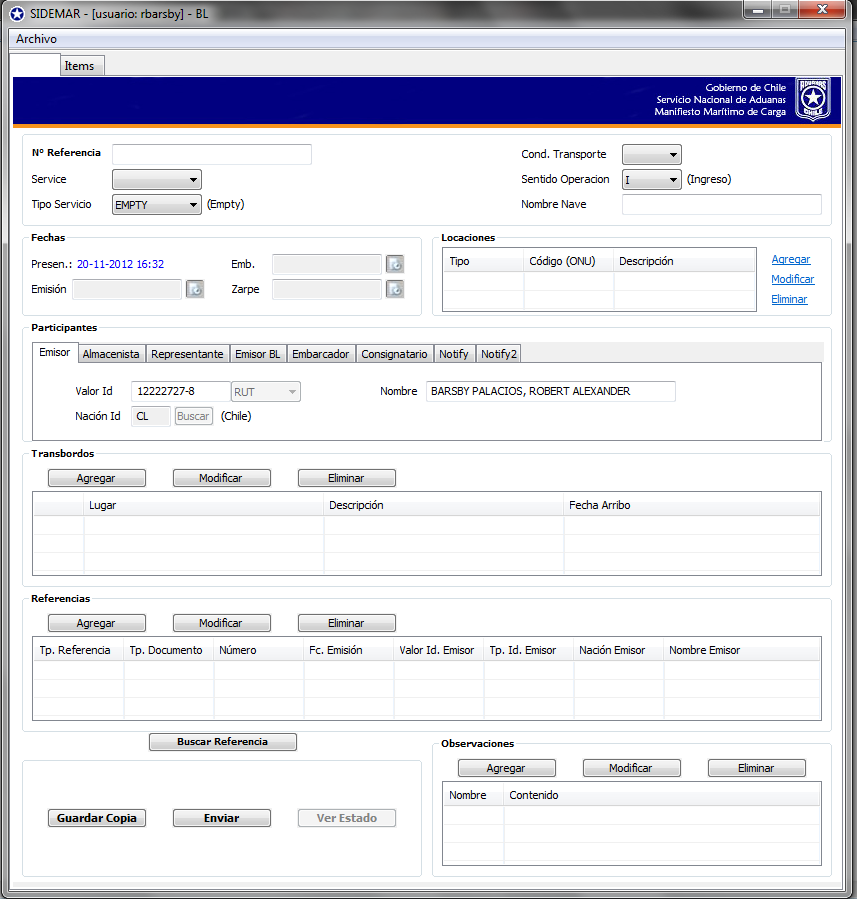 SIDEMAR - [usuario: rbarsby] - BL
Archivo
Items
Gobierno de Chile
Servicio Nacional de Aduanas
Manifiesto Marítimo de Carga
ADUANAS
CHILE
Nº Referencia
Cond. Transporte
Service
Sentido Operacion I (Ingreso)
Tipo Servicio EMPTY (Empty)
Nombre Nave
Fechas
Presen.: 20-11-2012 16:32 Emb.
Emisión Zarpe
Locaciones
Tipo Código (ONU) Descripción
Agregar
Modificar
Eliminar
Participantes
Emisor Almacenista Representante Emisor BL Embarcador Consignatario Notify Notify2
Valor Id 12222727-8 RUT Nombre BARSBY PALACIOS, ROBERT ALEXANDER
Nación Id CL Buscar (Chile)
Transbordos
Agregar Modificar Eliminar
Lugar Descripción Fecha Arribo
Referencias
Agregar Modificar Eliminar
Tp. Referencia Tp. Documento Número Fc. Emisión Valor Id. Emisor Tp. Id. Emisor Nación Emisor Nombre Emisor
Buscar Referencia
Guardar Copia Enviar Ver Estado
Observaciones
Agregar Modificar Eliminar
Nombre Contenido